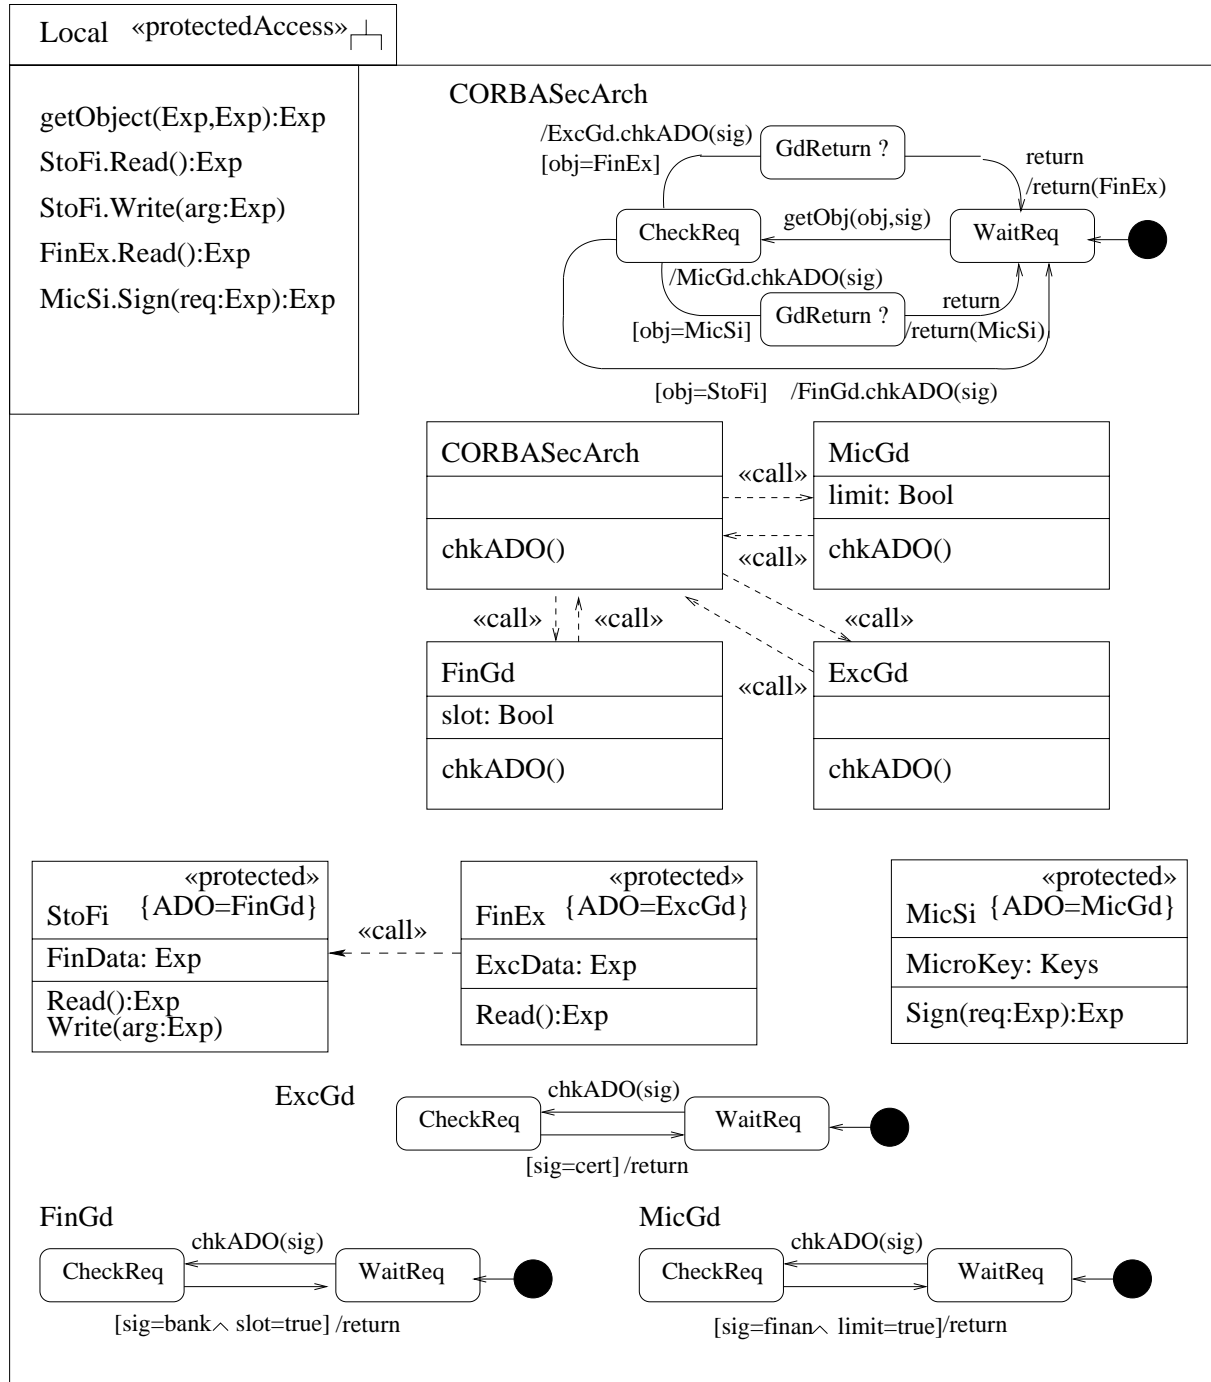 Local «protectedAccess»
getObject(Exp,Exp):Exp
StoFi.Read():Exp
StoFi.Write(arg:Exp)
FinEx.Read():Exp
MicSi.Sign(req:Exp):Exp
CORBASecArch
/ExcGd.chkADO(sig)
[obj=FinEx]
GdReturn ?
return
/return(FinEx)
CheckReq
getObj(obj,sig)
WaitReq
/MicGd.chkADO(sig)
[obj=MicSi]
GdReturn ?
return
/return(MicSi)
[obj=StoFi] /FinGd.chkADO(sig)
CORBASecArch
chkADO()
«call»
«call»
MicGd
limit: Bool
chkADO()
«call»
«call»
«call»
«call»
FinGd
slot: Bool
chkADO()
ExcGd
chkADO()
«protected»
StoFi {ADO=FinGd}
FinData: Exp
Read():Exp
Write(arg:Exp)
«call»
«protected»
FinEx {ADO=ExcGd}
ExcData: Exp
Read():Exp
«protected»
MicSi {ADO=MicGd}
MicroKey: Keys
Sign(req:Exp):Exp
ExcGd
CheckReq
chkADO(sig)
WaitReq
[sig=cert] /return
FinGd
CheckReq
chkADO(sig)
WaitReq
[sig=bank∧ slot=true] /return
MicGd
CheckReq
chkADO(sig)
WaitReq
[sig=finan∧ limit=true]/return